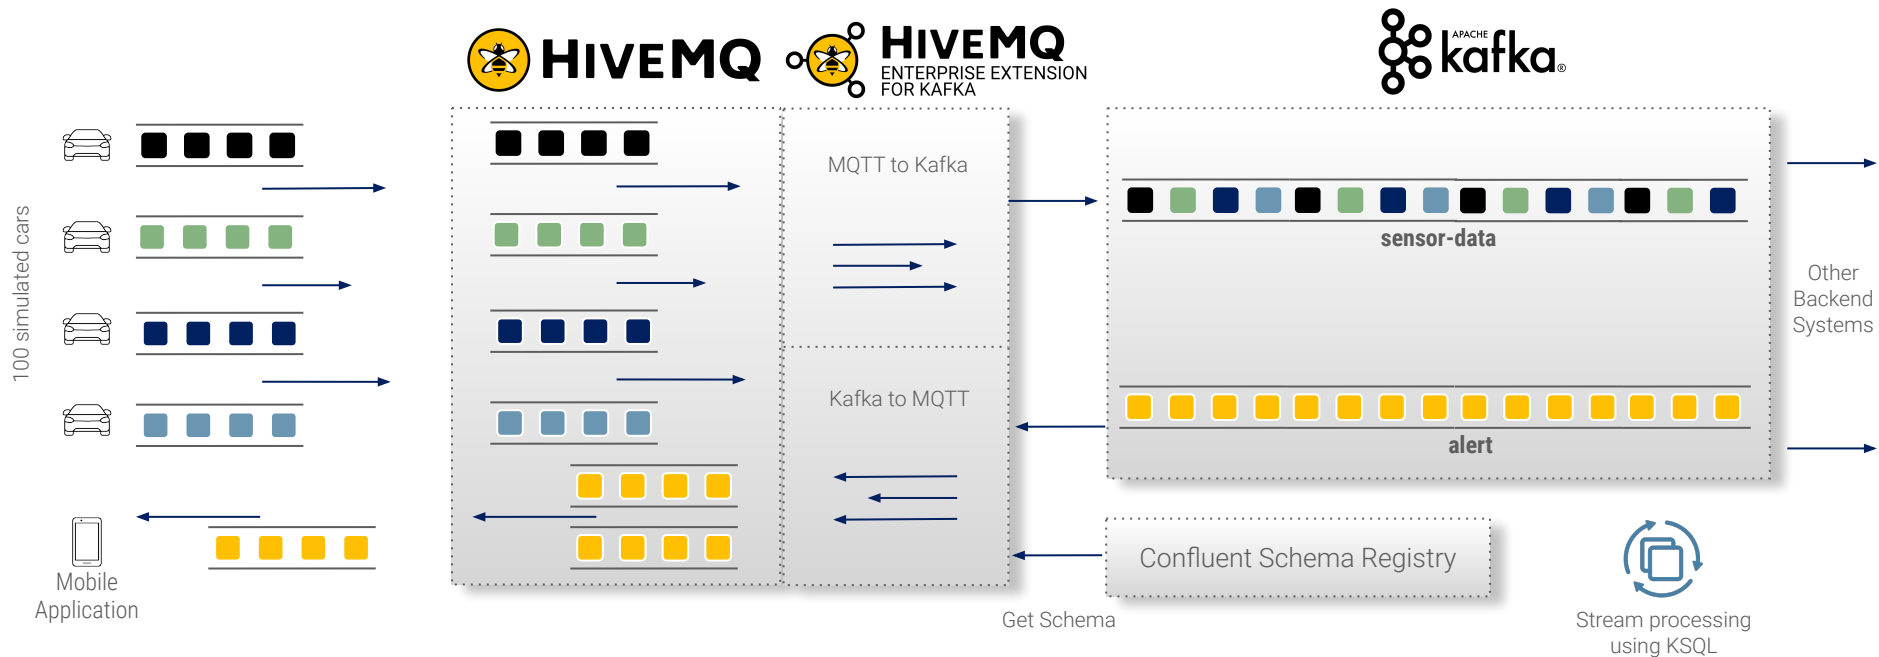 HIVEMQ
HIVEMQ
ENTERPRISE EXTENSION
FOR KAFKA
APACHE
kafka®
100 simulated cars
MQTT to Kafka
sensor-data
Other
Backend
Systems
Kafka to MQTT
alert
Mobile
Application
Confluent Schema Registry
Get Schema
Stream processing
using KSQL